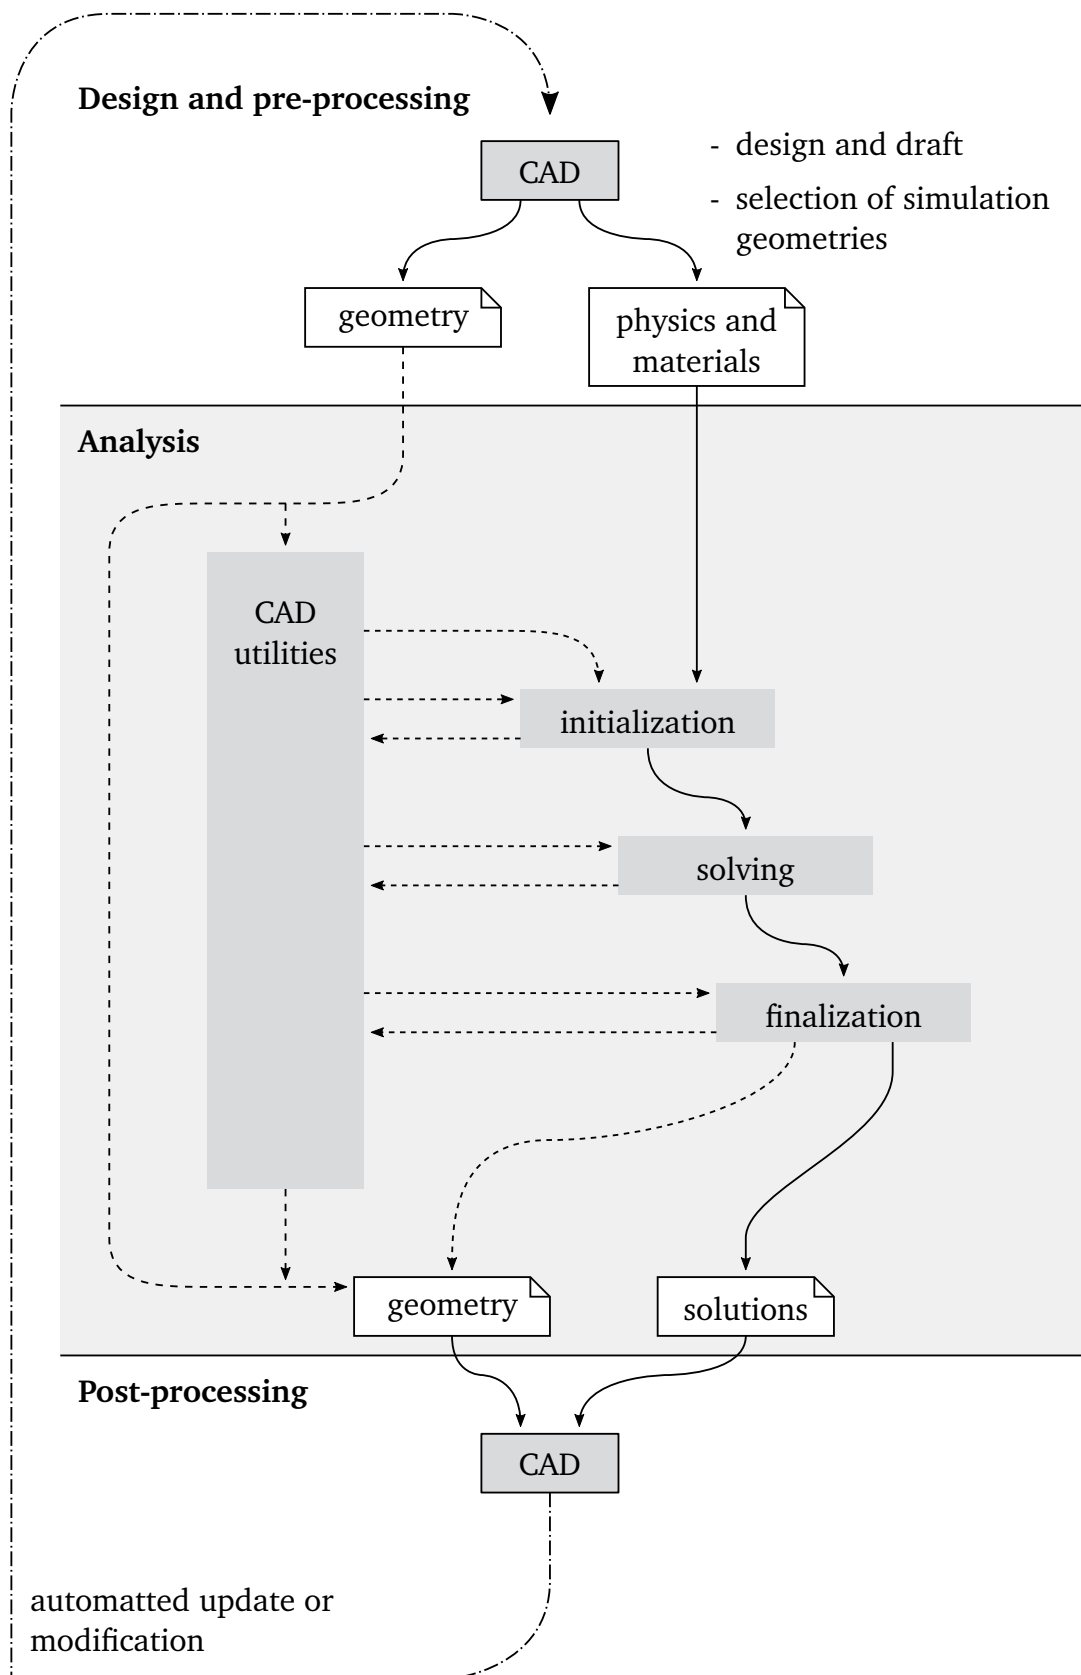 Design and pre-processing
CAD
- design and draft
- selection of simulation
geometries
geometry
physics and
materials
Analysis
CAD
utilities
initialization
solving
finalization
geometry
solutions
Post-processing
CAD
automatted update or
modification